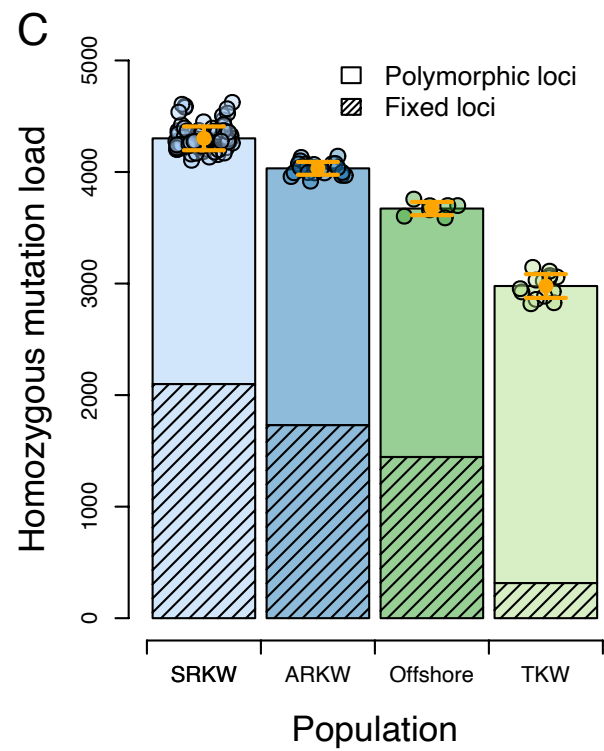 C
Homozygous mutation load
5000
4000
3000
2000
1000
0
Polymorphic loci
Fixed loci
SRKW
ARKW
Offshore
TKW
Population